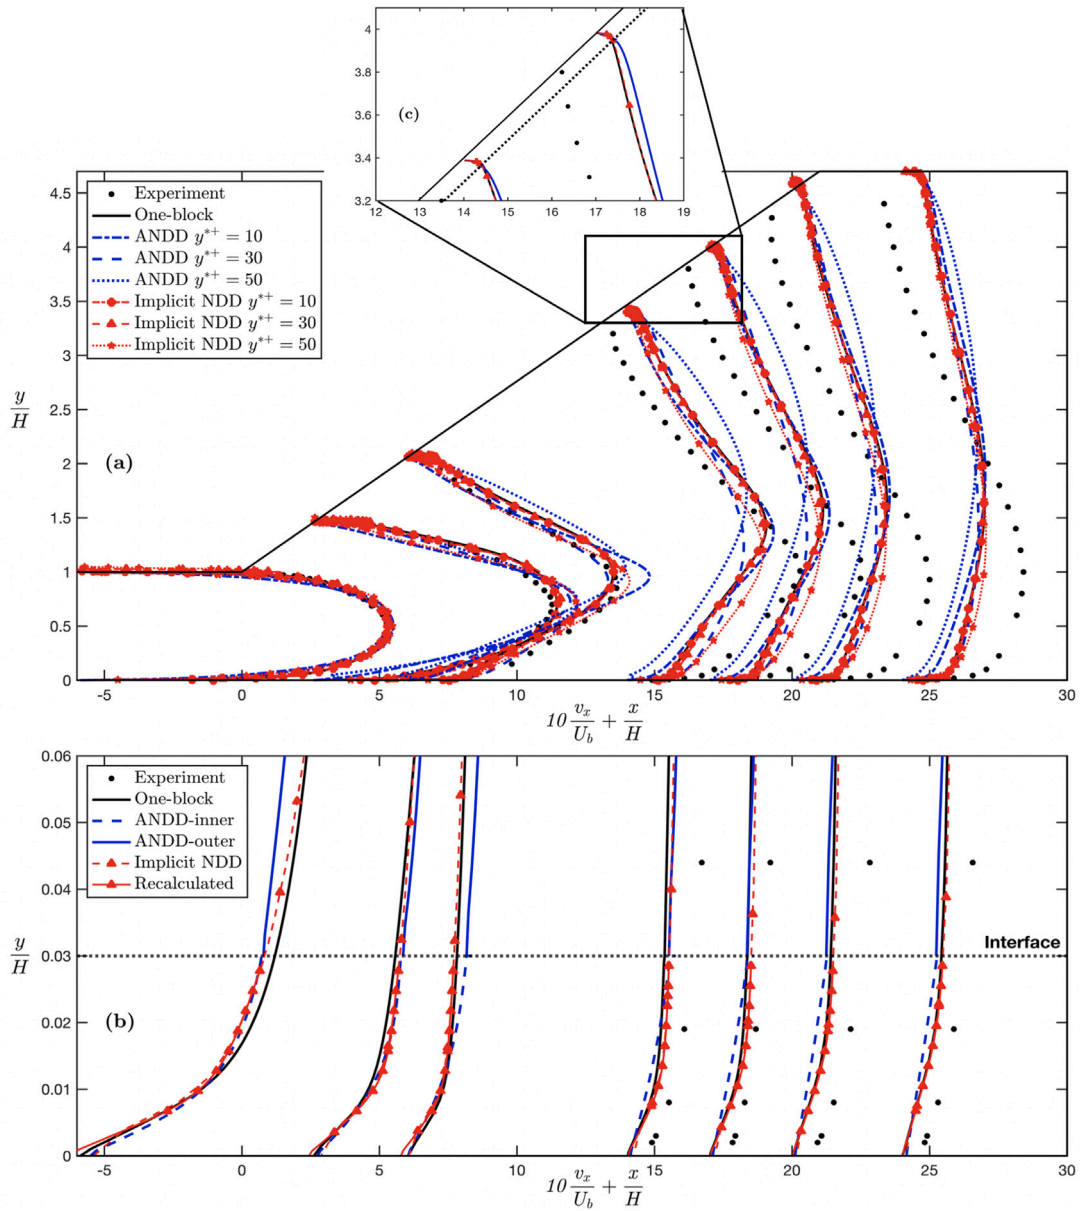 4
3.8
3.6
(c)
3.4
3.2
12 13 14 15 16 17 18 19
4.5
4
3.5
3
2.5
2
1.5
1
0.5
0
y/H
Experiment
One-block
ANDD y*+ = 10
ANDD y*+ = 30
ANDD y*+ = 50
Implicit NDD y*+ = 10
Implicit NDD y*+ = 30
Implicit NDD y*+ = 50
(a)
-5 0 5 10 15 20 25 30
10 v_x/U_b + x/H
0.06
0.05
0.04
0.03
0.02
0.01
0
y/H
Experiment
One-block
ANDD-inner
ANDD-outer
Implicit NDD
Recalculated
Interface
(b)
-5 0 5 10 15 20 25 30
10 v_x/U_b + x/H